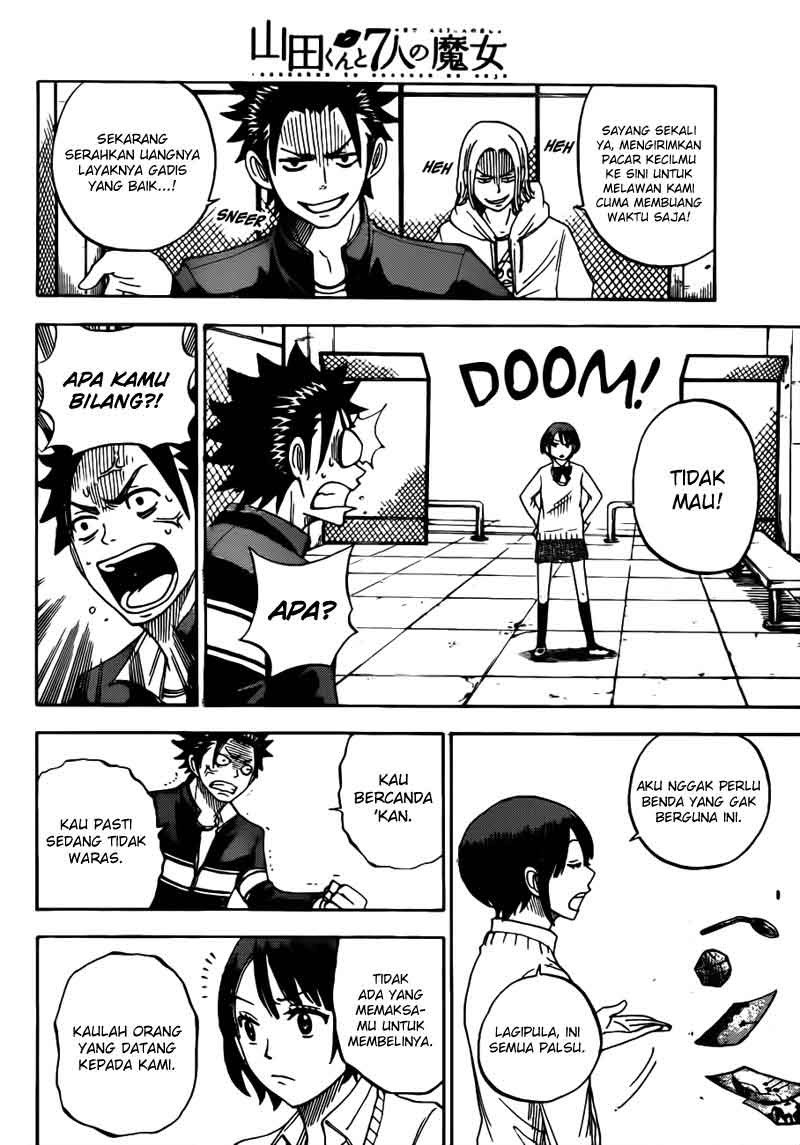 山田くんと7人の魔女
SAYANG SEKALI
YA, MENGIRIMKAN
PACAR KECILMU
KE SINI UNTUK
MELAWAN KAMI
CUMA MEMBUANG
WAKTU SAJA!
HEH
HEH
SEKARANG
SERAHKAN UANGNYA
LAYAKNYA GADIS
YANG BAIK...!
SNEER
DOOM!
TIDAK
MAU!
APA?
APA KAMU
BILANG?!
AKU NGGAK PERLU
BENDA YANG GAK
BERGUNA INI.
LAGIPULA, INI
SEMUA PALSU.
KAU
BERCANDA
'KAN.
KAU PASTI
SEDANG TIDAK
WARAS.
TIDAK
ADA YANG
MEMAKSA-
MU UNTUK
MEMBELINYA.
KAULAH ORANG
YANG DATANG
KEPADA KAMI.